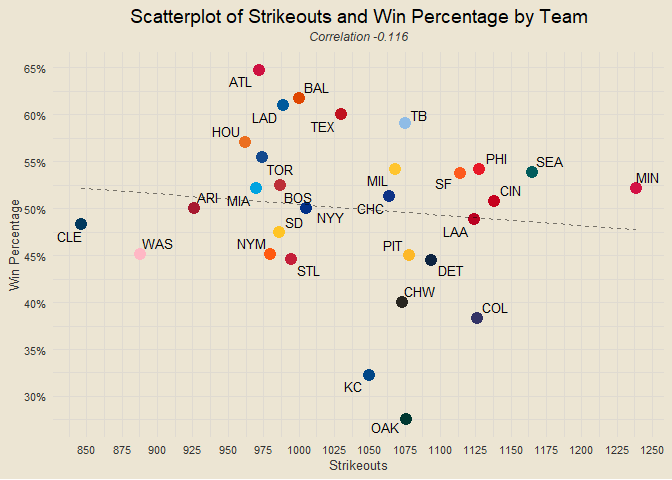 Scatterplot of Strikeouts and Win Percentage by Team
Correlation -0.116
Win Percentage
65%
60%
55%
50%
45%
40%
35%
30%
ATL
BAL
LAD
TEX
TB
HOU
TOR
PHI
SEA
MIL
SF
MIN
ARI
MIA
BOS
CIN
CHC
NYY
CLE
WAS
SD
LAA
NYM
STL
PIT
DET
CHW
COL
KC
OAK
850 875 900 925 950 975 1000 1025 1050 1075 1100 1125 1150 1175 1200 1225 1250
Strikeouts